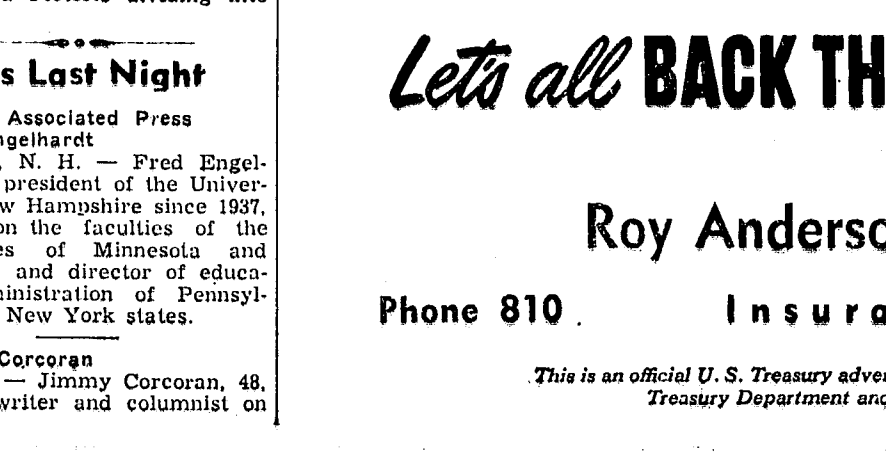 s Last Night
Associated Press
ngelhardt
, N. H. — Fred Engel-
president of the Univer-
w Hampshire since 1937,
on the faculties of the
es of Minnesota and
and director of educa-
inistration of Pennsyl-
New York states.
Corcoran
— Jimmy Corcoran, 48,
writer and columnist on
Let's all BACK TH
Roy Anderso
Phone 810 Insura
This is an official U. S. Treasury adver
Treasury Department and